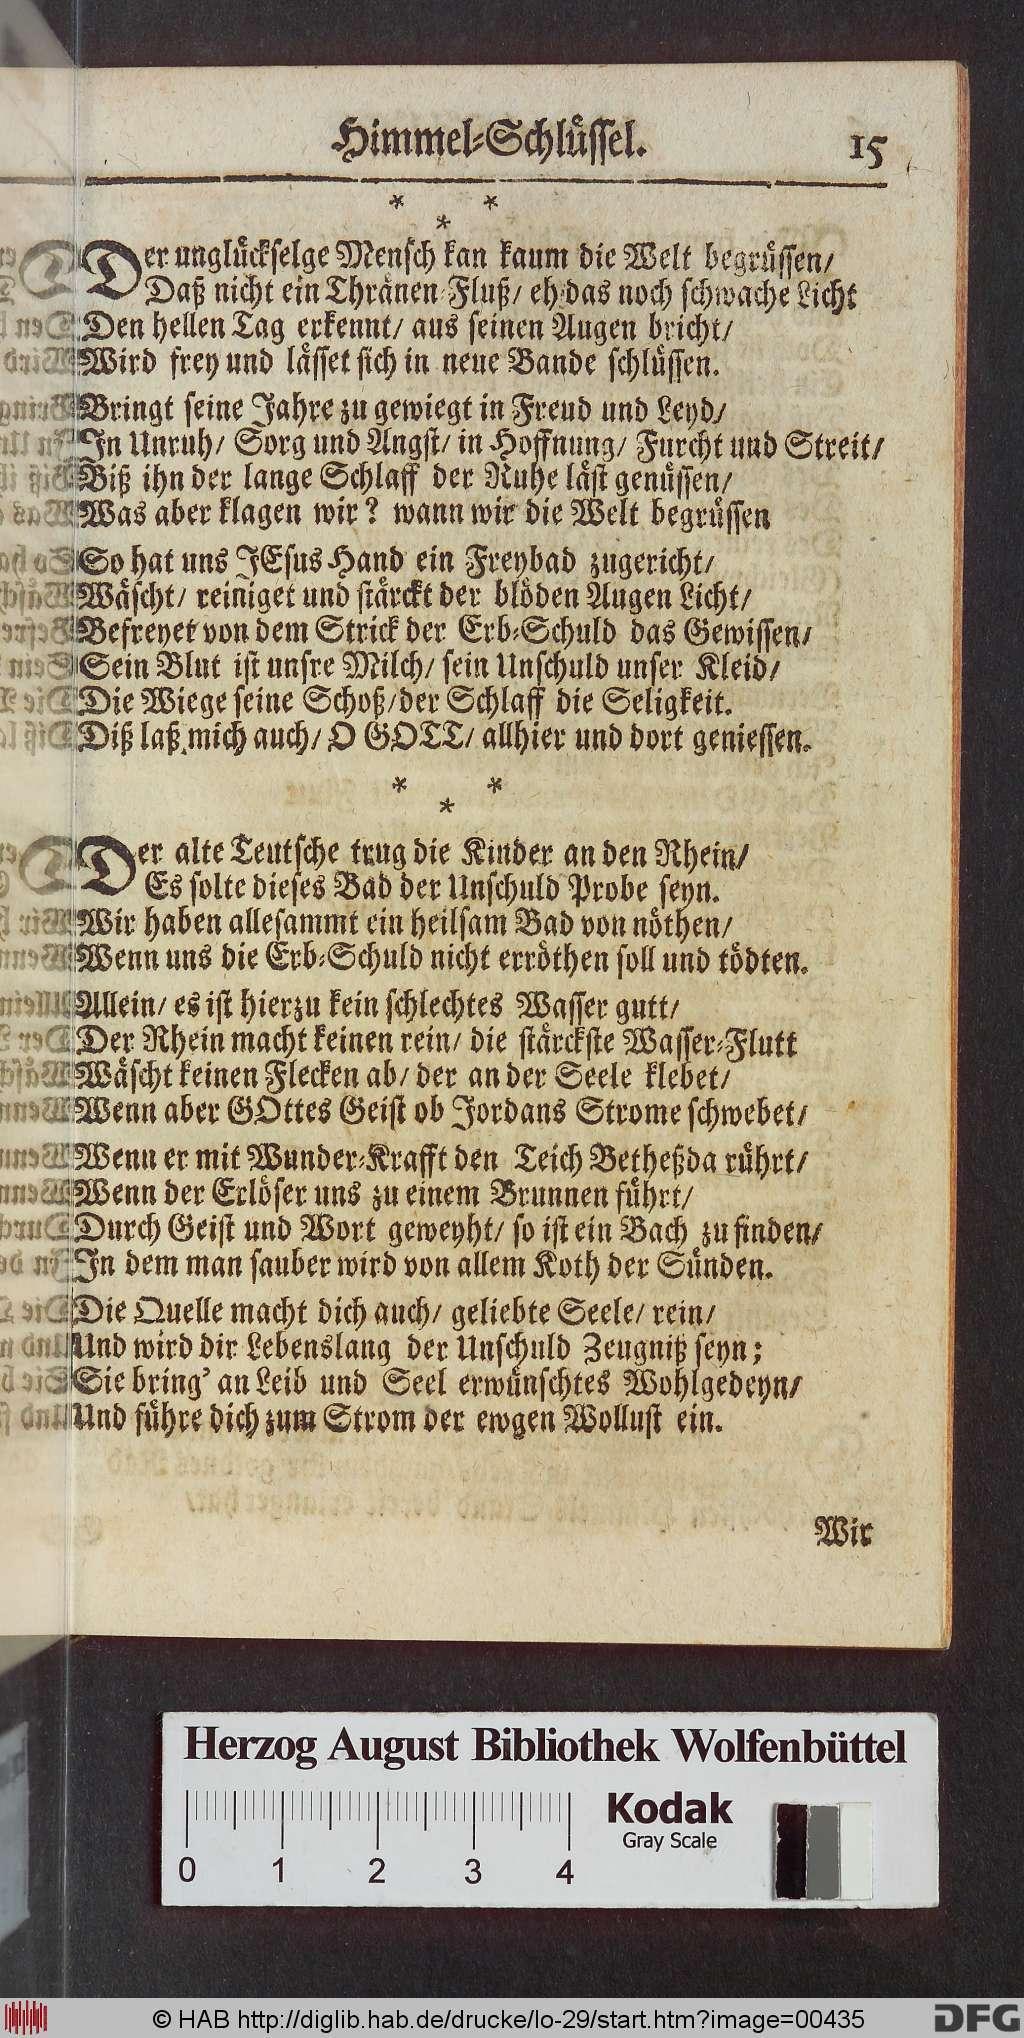 Himmel-Schlüssel. 15
* *
*
Der unglückselge Mensch kan kaum die Welt begrüssen/
Daß nicht ein Thränen-Fluß/ eh das noch schwache Licht
Den hellen Tag erkennt/ aus seinen Augen bricht/
Wird frey und lässet sich in neue Bande schlüssen.
Bringt seine Jahre zu gewiegt in Freud und Leyd/
In Unruh/ Sorg und Angst/ in Hoffnung/ Furcht und Streit/
Biß ihn der lange Schlaff der Ruhe läst genüssen/
Was aber klagen wir? wann wir die Welt begrüssen
So hat uns JEsus Hand ein Freybad zugericht/
Wäscht/ reiniget und stärckt der blöden Augen Licht/
Befreyet von dem Strick der Erb-Schuld das Gewissen/
Sein Blut ist unsre Milch/ sein Unschuld unser Kleid/
Die Wiege seine Schoß/ der Schlaff die Seligkeit.
Diß laß mich auch/ O GOTT/ allhier und dort geniessen.
* *
*
Der alte Teutsche trug die Kinder an den Rhein/
Es solte dieses Bad der Unschuld Probe seyn.
Wir haben allesammt ein heilsam Bad von nöthen/
Wenn uns die Erb-Schuld nicht erröthen soll und tödten.
Allein/ es ist hierzu kein schlechtes Wasser gutt/
Der Rhein macht keinen rein/ die stärckste Wasser-Flutt
Wäscht keinen Flecken ab/ der an der Seele klebet/
Wenn aber GOttes Geist ob Jordans Strome schwebet/
Wenn er mit Wunder-Krafft den Teich Betheßda rührt/
Wenn der Erlöser uns zu einem Brunnen führt/
Durch Geist und Wort geweyht/ so ist ein Bach zu finden/
In dem man sauber wird von allem Koth der Sünden.
Die Quelle macht dich auch/ geliebte Seele/ rein/
Und wird dir Lebenslang der Unschuld Zeugniß seyn;
Sie bring' an Leib und Seel erwünschtes Wohlgedeyn/
Und führe dich zum Strom der ewgen Wollust ein.
Wir
Herzog August Bibliothek Wolfenbüttel
Kodak
Gray Scale
0 1 2 3 4
© HAB http://diglib.hab.de/drucke/lo-29/start.htm?image=00435
DFG